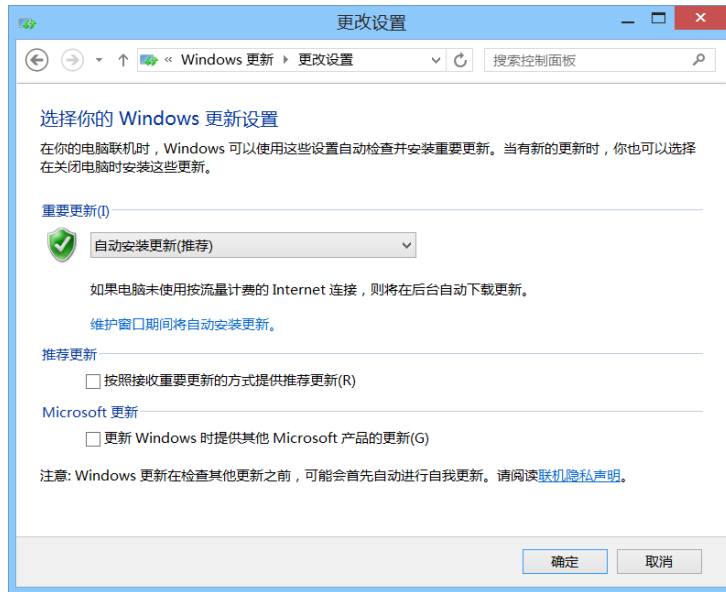 更改设置
« Windows 更新 ▸ 更改设置
搜索控制面板
选择你的 Windows 更新设置
在你的电脑联机时，Windows 可以使用这些设置自动检查并安装重要更新。当有新的更新时，你也可以选择
在关闭电脑时安装这些更新。
重要更新(I)
自动安装更新(推荐)
如果电脑未使用按流量计费的 Internet 连接，则将在后台自动下载更新。
维护窗口期间将自动安装更新。
推荐更新
按照接收重要更新的方式提供推荐更新(R)
Microsoft 更新
更新 Windows 时提供其他 Microsoft 产品的更新(G)
注意: Windows 更新在检查其他更新之前，可能会首先自动进行自我更新。请阅读联机隐私声明。
确定
取消